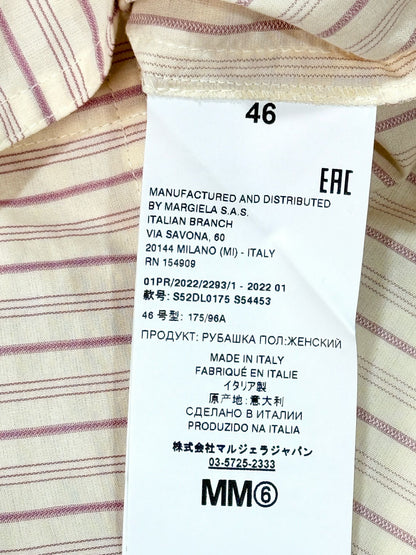 46
EAC
MANUFACTURED AND DISTRIBUTED
BY MARGIELA S.A.S.
ITALIAN BRANCH
VIA SAVONA, 60
20144 MILANO (MI) - ITALY
RN 154909
01PR/2022/2293/1 - 2022 01
款号: S52DL0175 S54453
46 号型: 175/96A
ПРОДУКТ: РУБАШКА ПОЛ:ЖЕНСКИЙ
MADE IN ITALY
FABRIQUÉ EN ITALIE
イタリア製
原产地:意大利
СДЕЛАНО В ИТАЛИИ
PRODUZIDO NA ITALIA
株式会社マルジェラジャパン
03-5725-2333
MM⑥